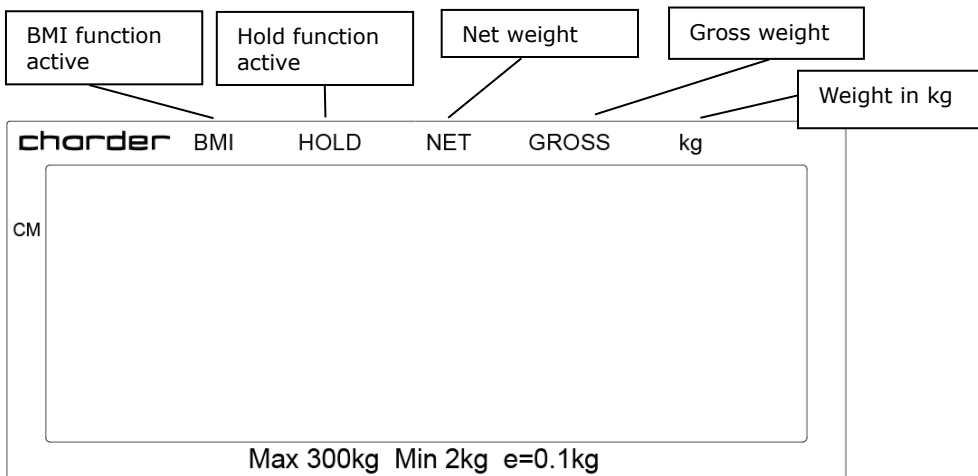 BMI function
active
Hold function
active
Net weight
Gross weight
Weight in kg
charder BMI HOLD NET GROSS kg
CM
Max 300kg Min 2kg e=0.1kg